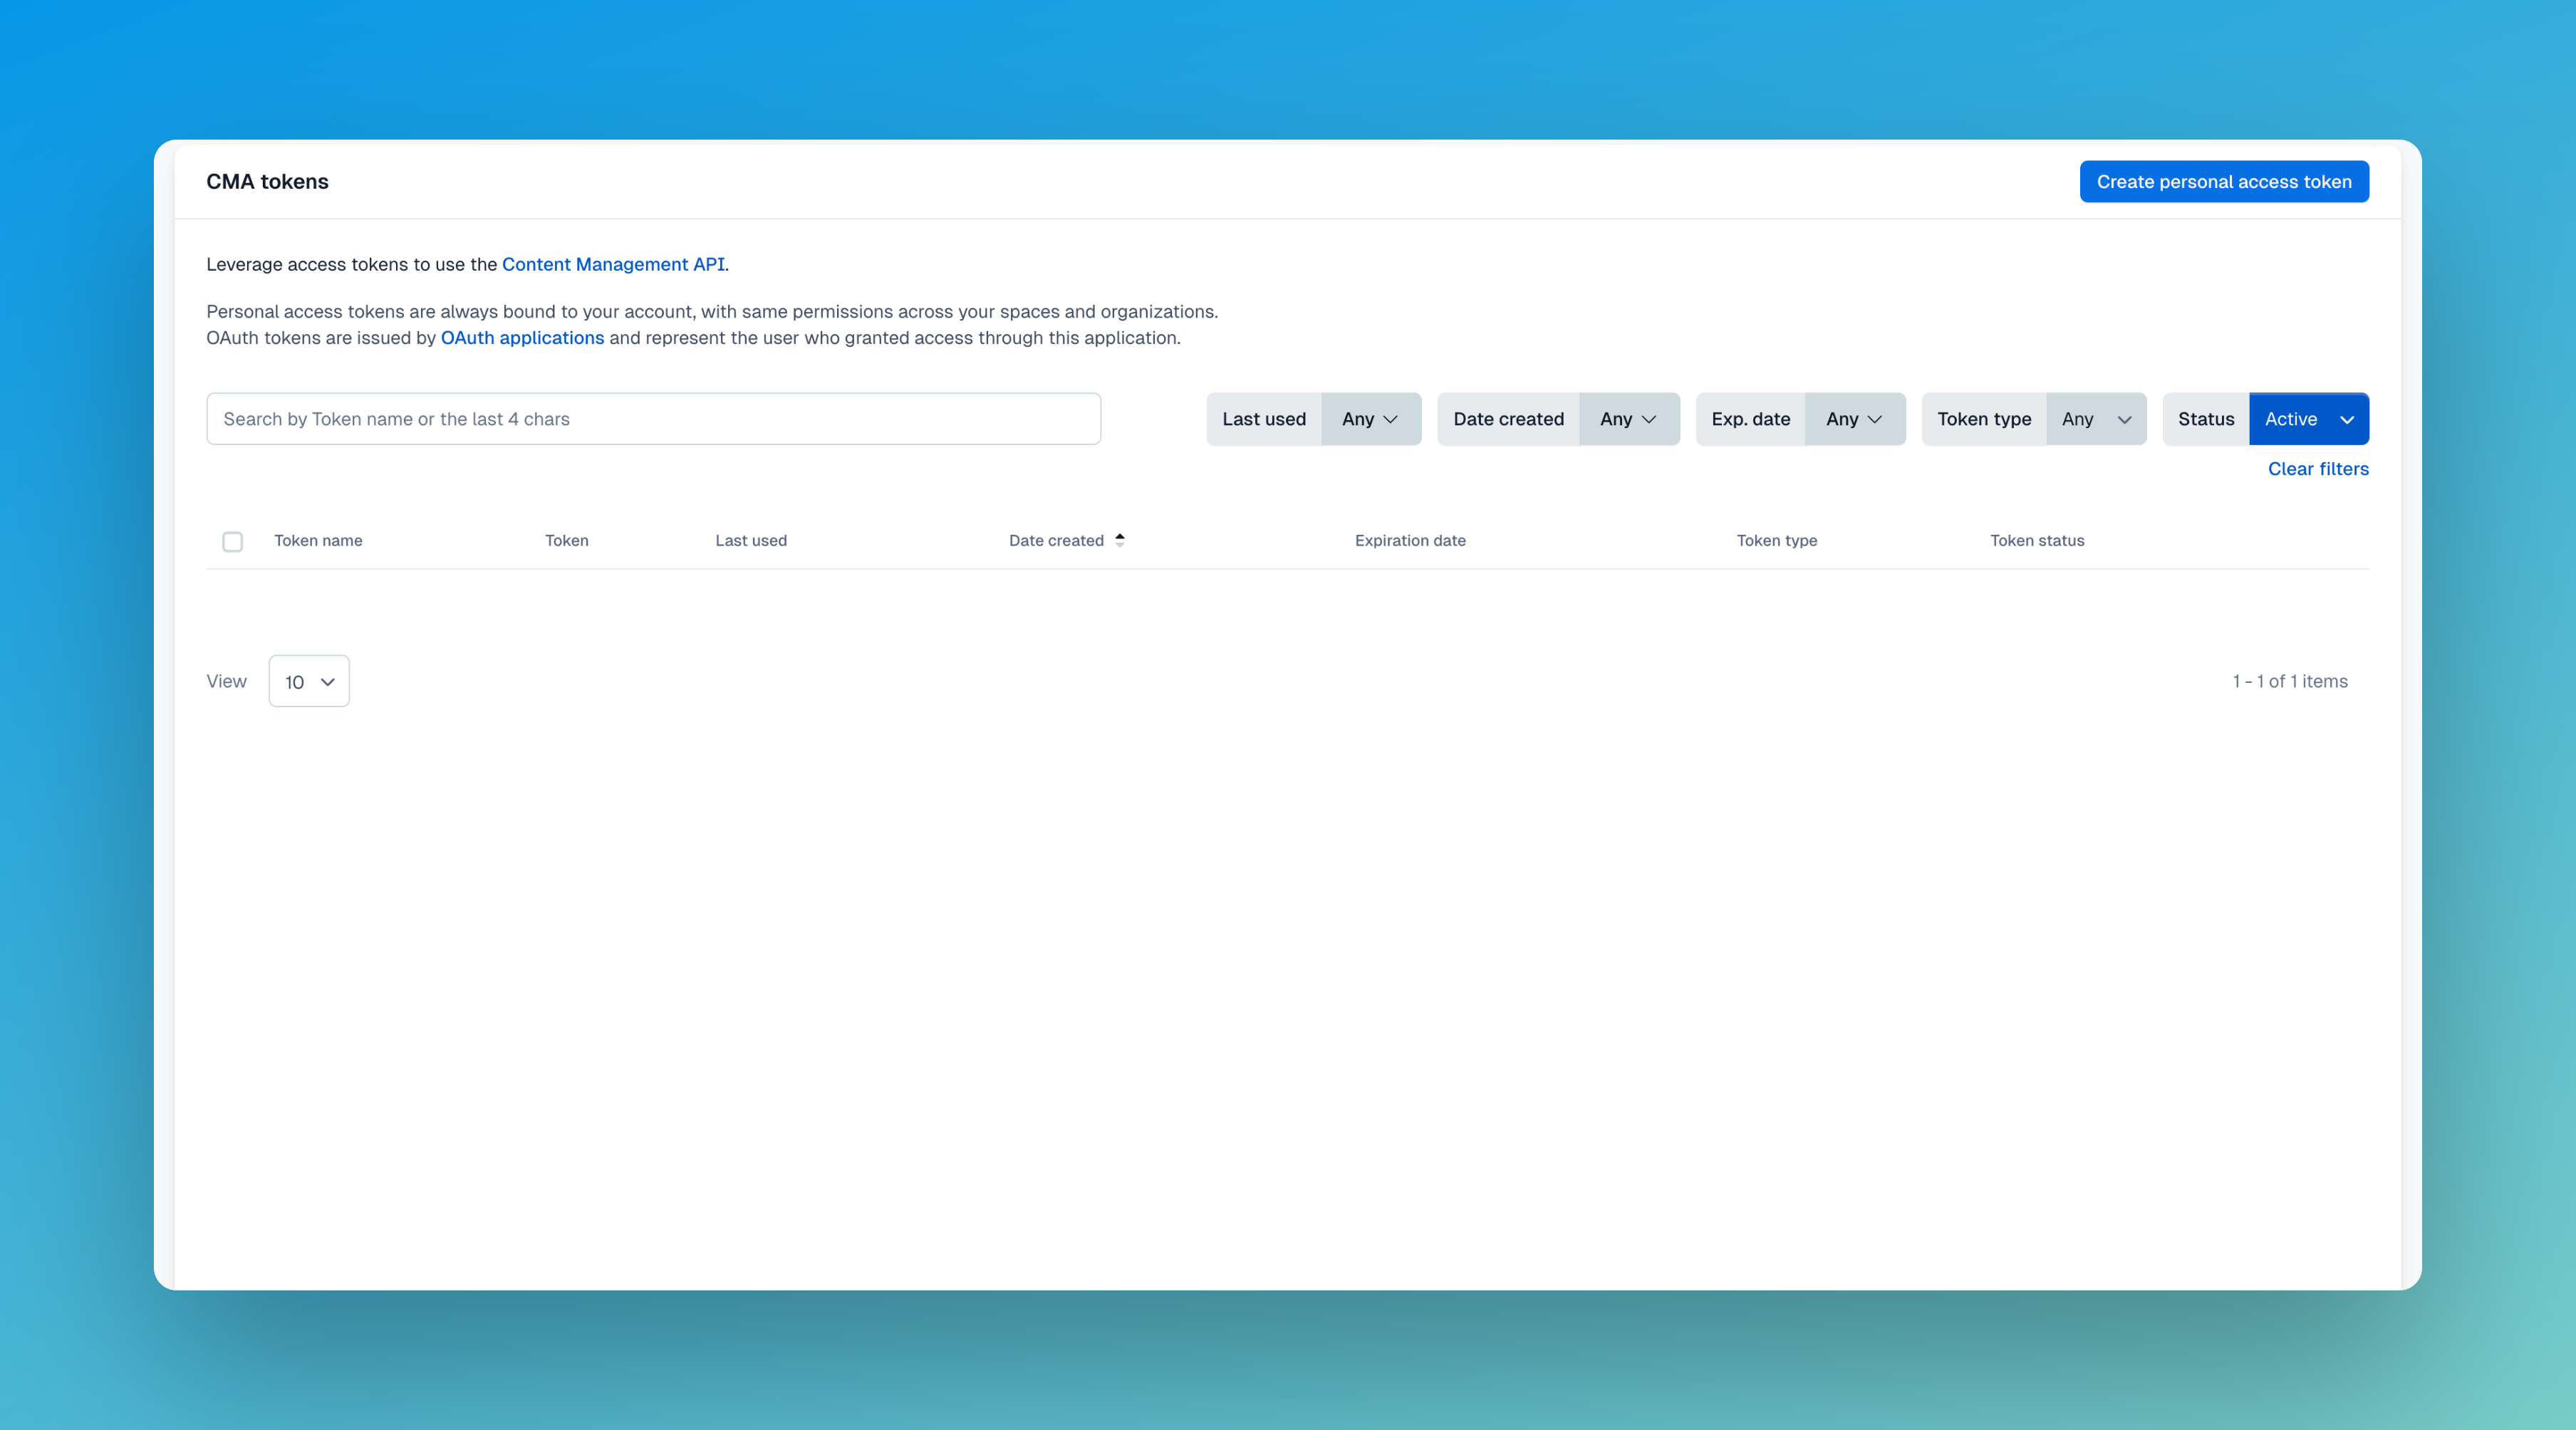 CMA tokens
Create personal access token
Leverage access tokens to use the Content Management API.
Personal access tokens are always bound to your account, with same permissions across your spaces and organizations.
OAuth tokens are issued by OAuth applications and represent the user who granted access through this application.
Search by Token name or the last 4 chars
Last used Any
Date created Any
Exp. date Any
Token type Any
Status Active
Clear filters
Token name Token Last used Date created Expiration date Token type Token status
View 10
1 - 1 of 1 items